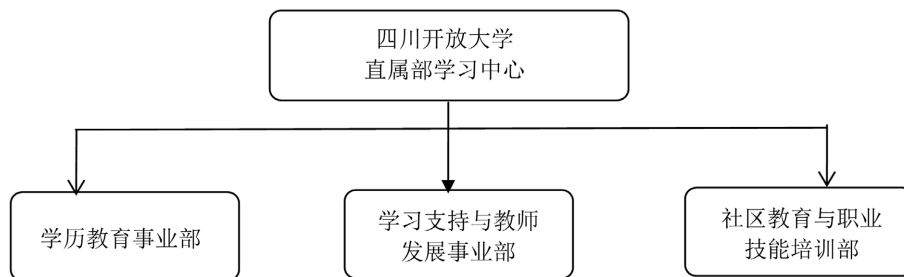 四川开放大学
直属部学习中心
学历教育事业部
学习支持与教师
发展事业部
社区教育与职业
技能培训部